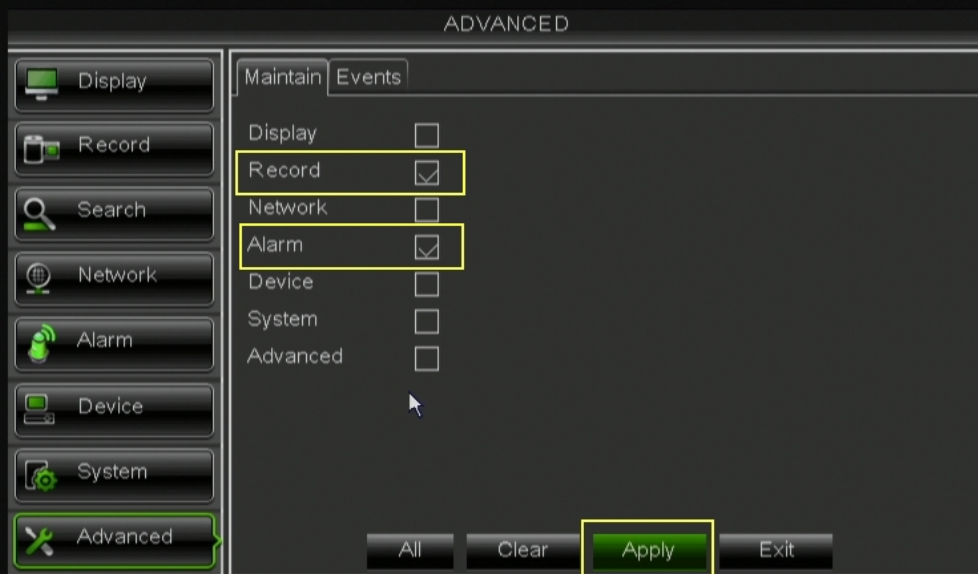 ADVANCED
Display
Record
Search
Network
Alarm
Device
System
Advanced
Maintain Events
Display
Record
Network
Alarm
Device
System
Advanced
All Clear Apply Exit